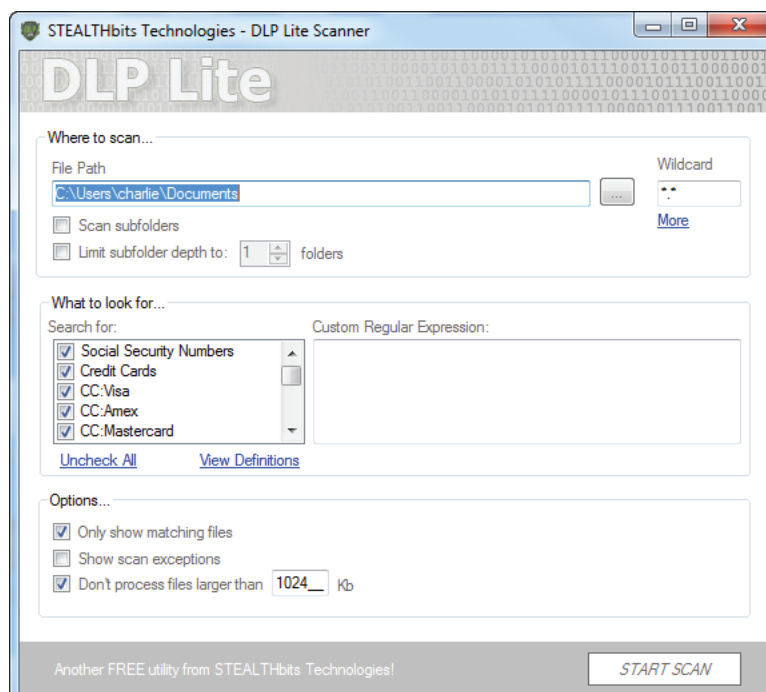 STEALTHbits Technologies - DLP Lite Scanner
DLP Lite
Where to scan...
File Path
Wildcard
C:\Users\charlie\Documents
...
*.*
Scan subfolders
More
Limit subfolder depth to: 1 folders
What to look for...
Search for:
Custom Regular Expression:
Social Security Numbers
Credit Cards
CC:Visa
CC:Amex
CC:Mastercard
Uncheck All
View Definitions
Options...
Only show matching files
Show scan exceptions
Don't process files larger than 1024__ Kb
Another FREE utility from STEALTHbits Technologies!
START SCAN